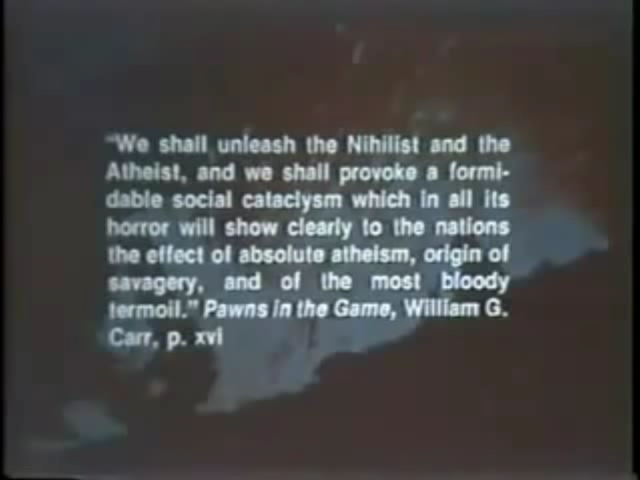 "We shall unleash the Nihilist and the
Atheist, and we shall provoke a formi-
dable social cataclysm which in all its
horror will show clearly to the nations
the effect of absolute atheism, origin of
savagery, and of the most bloody
termoil." Pawns in the Game, William G.
Carr, p. xvi